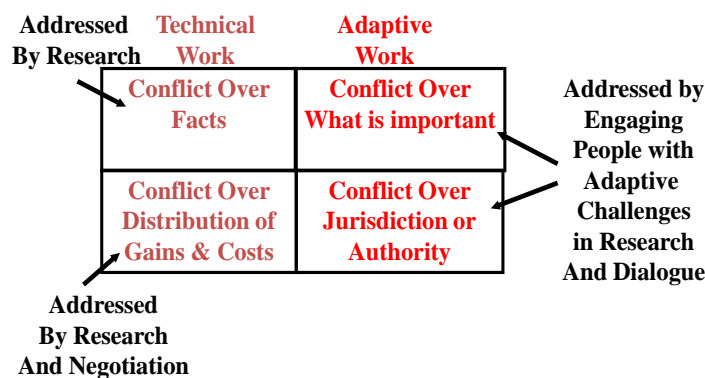 Addressed
By Research
Technical
Work
Adaptive
Work
Conflict Over
Facts
Conflict Over
What is important
Conflict Over
Distribution of
Gains & Costs
Conflict Over
Jurisdiction or
Authority
Addressed by
Engaging
People with
Adaptive
Challenges
in Research
And Dialogue
Addressed
By Research
And Negotiation